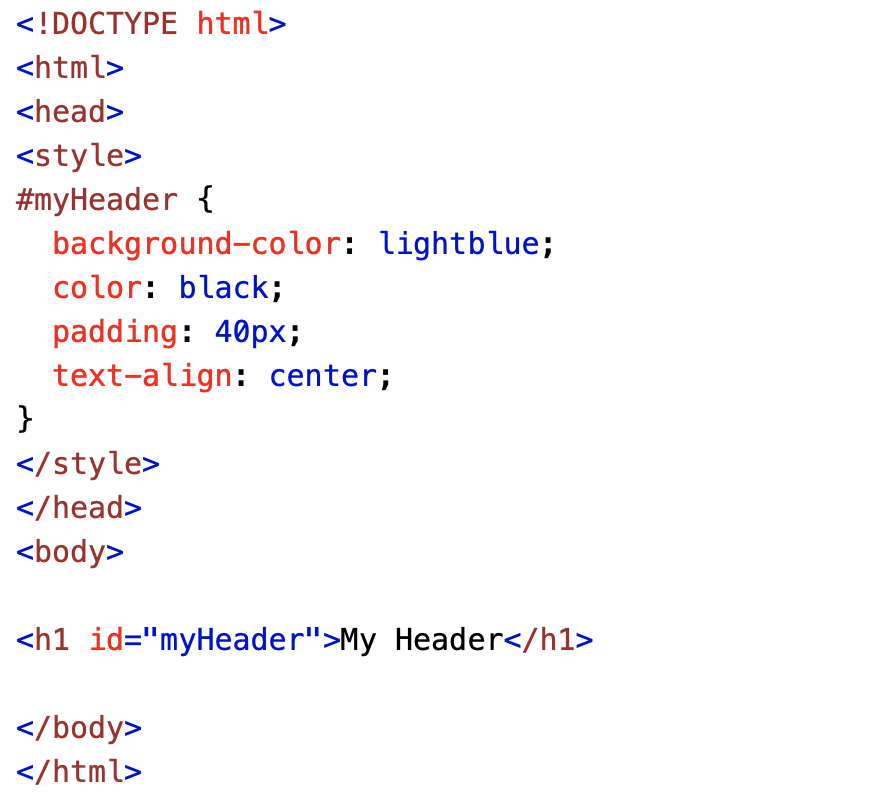 <!DOCTYPE html>
<html>
<head>
<style>
#myHeader {
  background-color: lightblue;
  color: black;
  padding: 40px;
  text-align: center;
}
</style>
</head>
<body>

<h1 id="myHeader">My Header</h1>

</body>
</html>